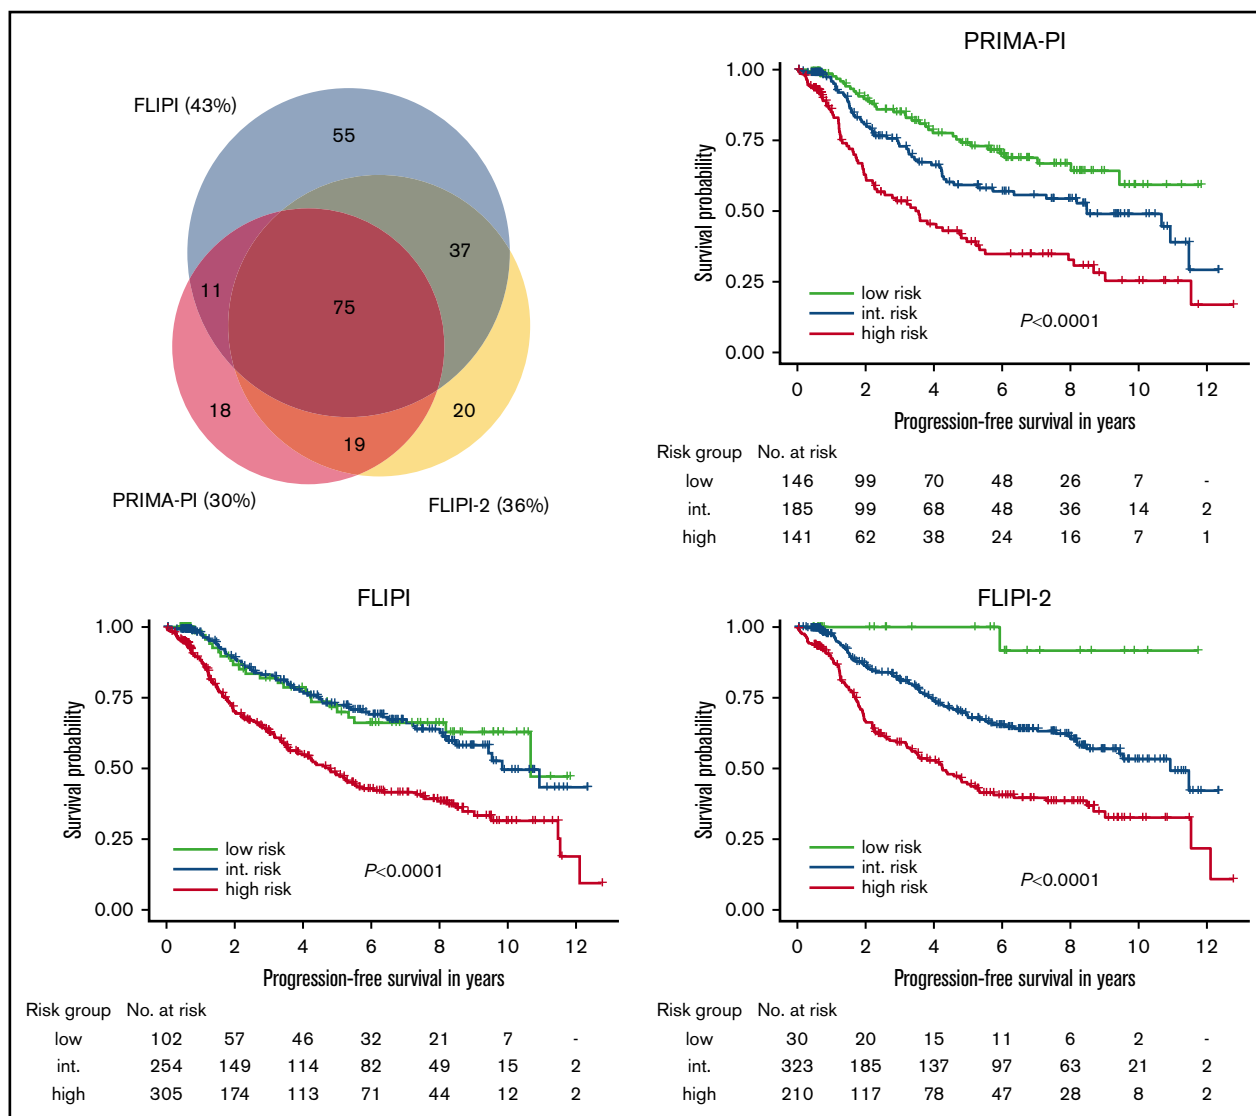 FLIPI (43%)
55
37
11
75
18
20
19
PRIMA-PI (30%)
FLIPI-2 (36%)
PRIMA-PI
1.00
0.75
0.50
0.25
0.00
Survival probability
low risk
int. risk
high risk
P<0.0001
0 2 4 6 8 10 12
Progression-free survival in years
Risk group No. at risk
low 146 99 70 48 26 7 -
int. 185 99 68 48 36 14 2
high 141 62 38 24 16 7 1
FLIPI
1.00
0.75
0.50
0.25
0.00
Survival probability
low risk
int. risk
high risk
P<0.0001
0 2 4 6 8 10 12
Progression-free survival in years
Risk group No. at risk
low 102 57 46 32 21 7 -
int. 254 149 114 82 49 15 2
high 305 174 113 71 44 12 2
FLIPI-2
1.00
0.75
0.50
0.25
0.00
Survival probability
low risk
int. risk
high risk
P<0.0001
0 2 4 6 8 10 12
Progression-free survival in years
Risk group No. at risk
low 30 20 15 11 6 2 -
int. 323 185 137 97 63 21 2
high 210 117 78 47 28 8 2